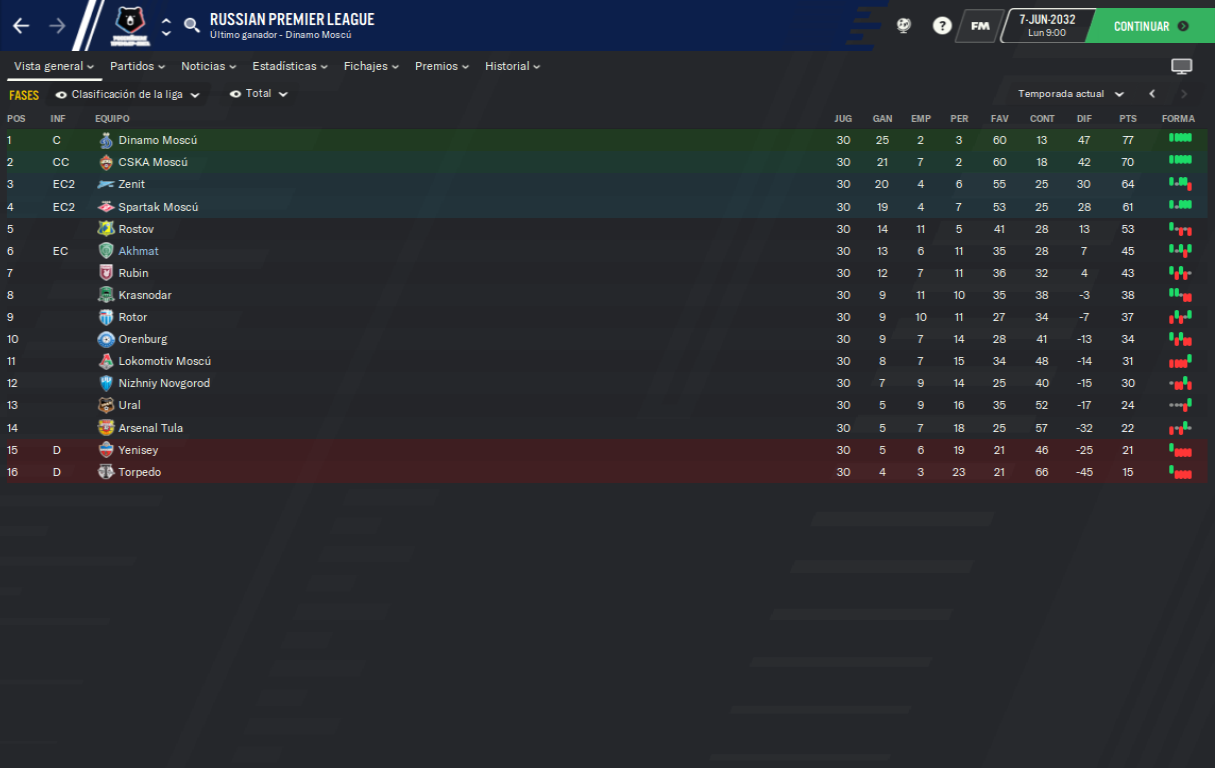 RUSSIAN PREMIER LEAGUE
Último ganador - Dinamo Moscú
? FM 7-JUN-2032 CONTINUAR
Lun 9:00
Vista general Partidos Noticias Estadísticas Fichajes Premios Historial
FASES Clasificación de la liga Total Temporada actual
POS INF EQUIPO JUG GAN EMP PER FAV CONT DIF PTS FORMA
1 C Dinamo Moscú 30 25 2 3 60 13 47 77
2 CC CSKA Moscú 30 21 7 2 60 18 42 70
3 EC2 Zenit 30 20 4 6 55 25 30 64
4 EC2 Spartak Moscú 30 19 4 7 53 25 28 61
5 Rostov 30 14 11 5 41 28 13 53
6 EC Akhmat 30 13 6 11 35 28 7 45
7 Rubin 30 12 7 11 36 32 4 43
8 Krasnodar 30 9 11 10 35 38 -3 38
9 Rotor 30 9 10 11 27 34 -7 37
10 Orenburg 30 9 7 14 28 41 -13 34
11 Lokomotiv Moscú 30 8 7 15 34 48 -14 31
12 Nizhniy Novgorod 30 7 9 14 25 40 -15 30
13 Ural 30 5 9 16 35 52 -17 24
14 Arsenal Tula 30 5 7 18 25 57 -32 22
15 D Yenisey 30 5 6 19 21 46 -25 21
16 D Torpedo 30 4 3 23 21 66 -45 15